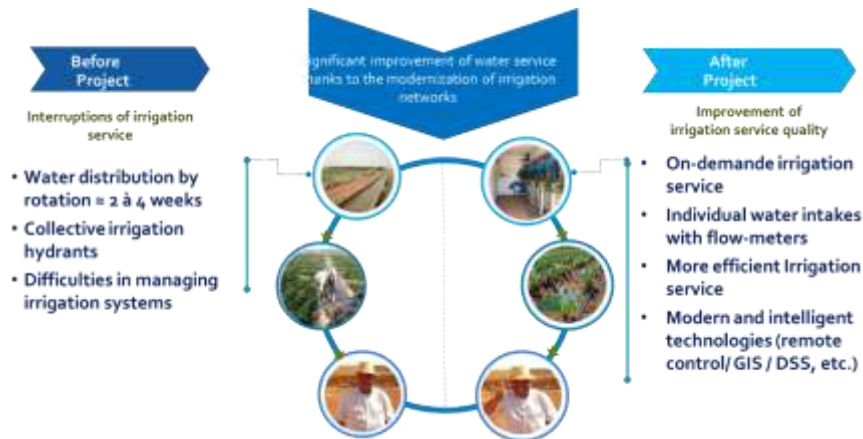 Before
Project
Interruptions of irrigation
service
• Water distribution by
rotation ≈ 2 à 4 weeks
• Collective irrigation
hydrants
• Difficulties in managing
irrigation systems
Significant improvement of water service
thanks to the modernization of irrigation
networks
After
Project
Improvement of
irrigation service quality
• On-demande irrigation
service
• Individual water intakes
with flow-meters
• More efficient Irrigation
service
• Modern and intelligent
technologies (remote
control/ GIS / DSS, etc.)